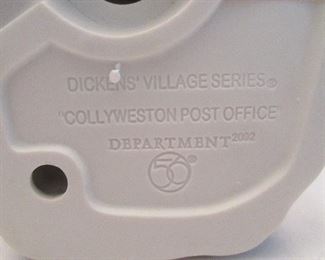 DICKENS' VILLAGE SERIES®
"COLLYWESTON POST OFFICE"
DEPARTMENT 2002
56®